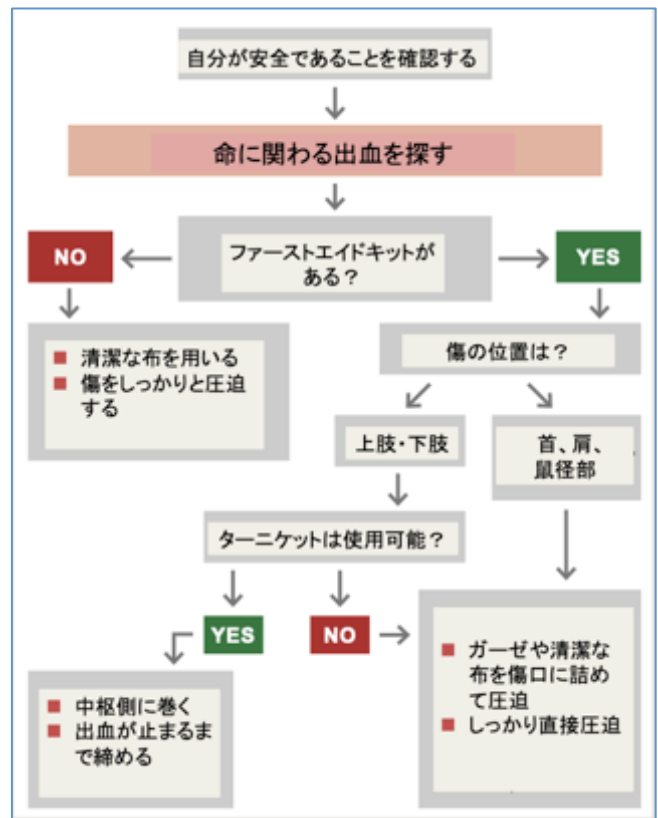 自分が安全であることを確認する
命に関わる出血を探す
ファーストエイドキットが
ある？
NO
YES
■ 清潔な布を用いる
■ 傷をしっかりと圧迫
する
傷の位置は？
上肢・下肢
首、肩、
鼠径部
ターニケットは使用可能？
YES
NO
■ 中枢側に巻く
■ 出血が止まるま
で締める
■ ガーゼや清潔な
布を傷口に詰め
て圧迫
■ しっかり直接圧迫